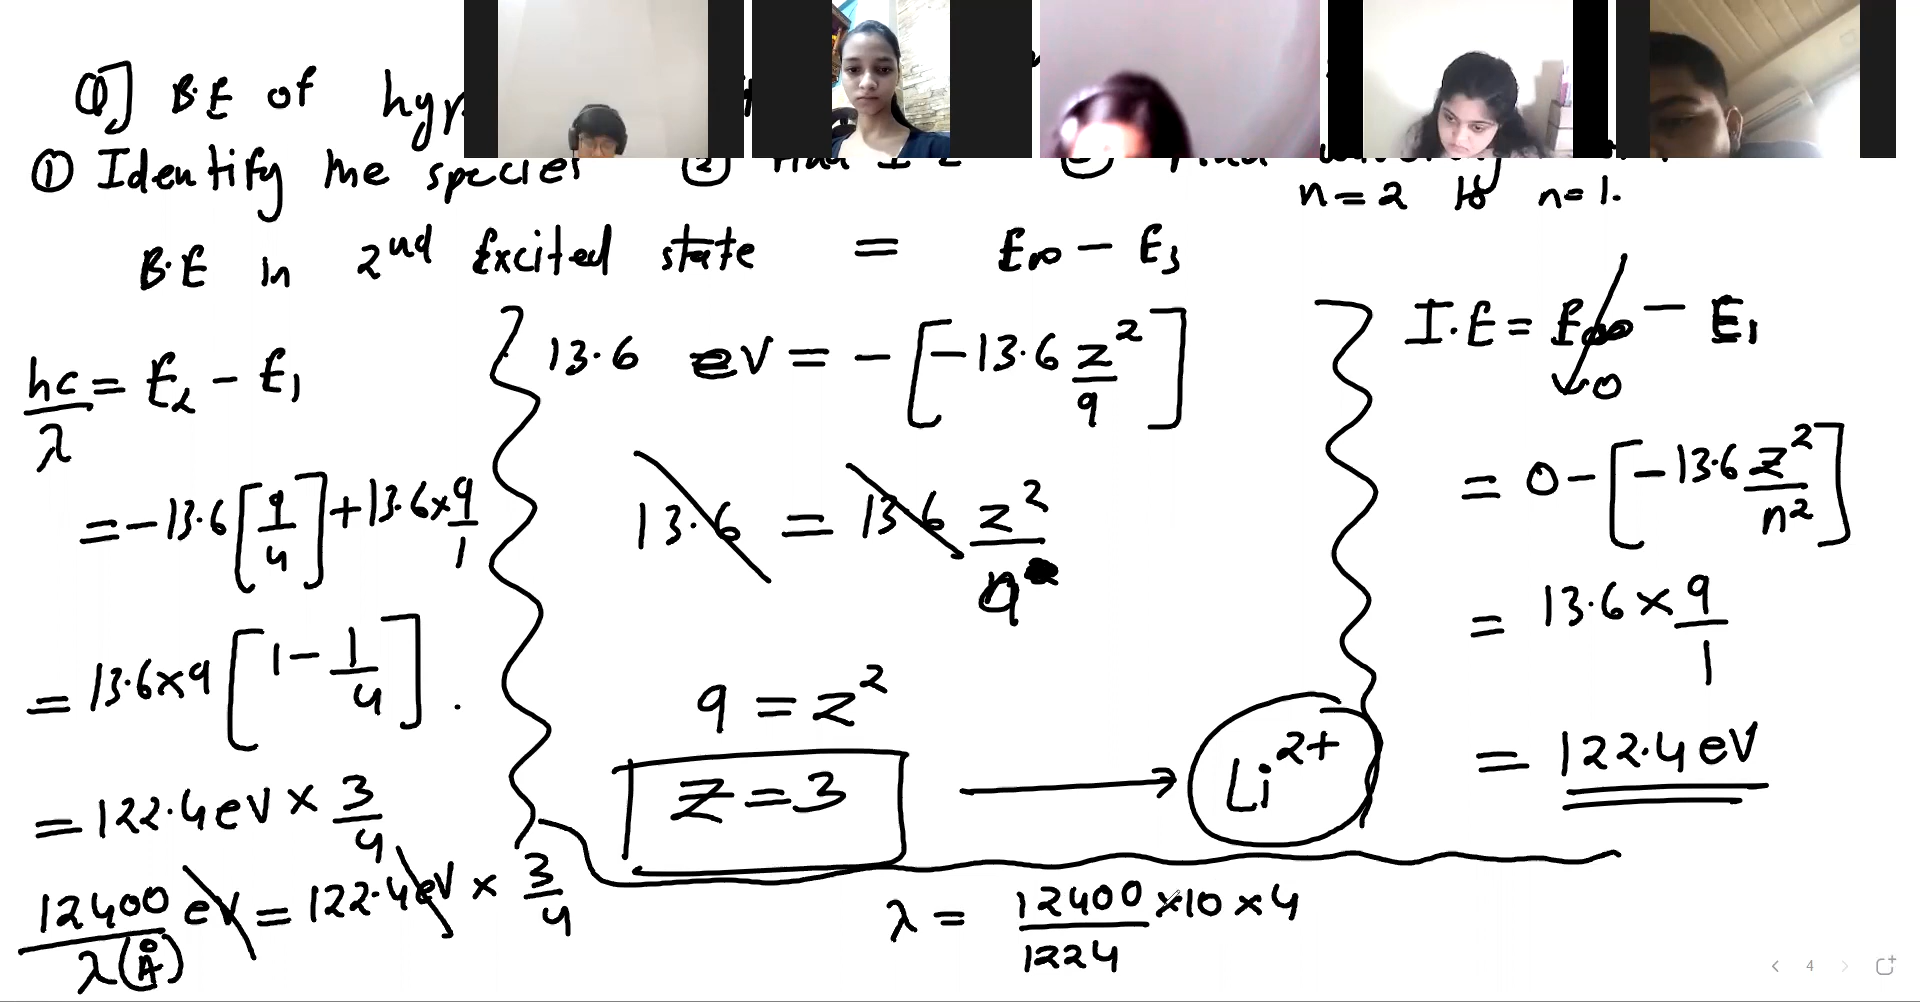 Q] B.E of
① Identify the species ② ③
n=2 to n=1.
B.E in 2nd Excited state = E∞ − E3
hc/λ = E2 − E1
= −13.6[9/4] + 13.6×9/1
= 13.6×9 [1 − 1/4].
= 122.4 eV × 3/4
12400/λ(Å) eV = 122.4 eV × 3/4
13.6 eV = −[−13.6 z²/9]
13.6 = 13.6 z²/9
9 = z²
Z = 3 → Li2+
I.E = E∞ − E1
0
= 0 − [−13.6 z²/n²]
= 13.6 × 9/1
= 122.4 eV
λ = 12400/1224 ×10 ×4
4